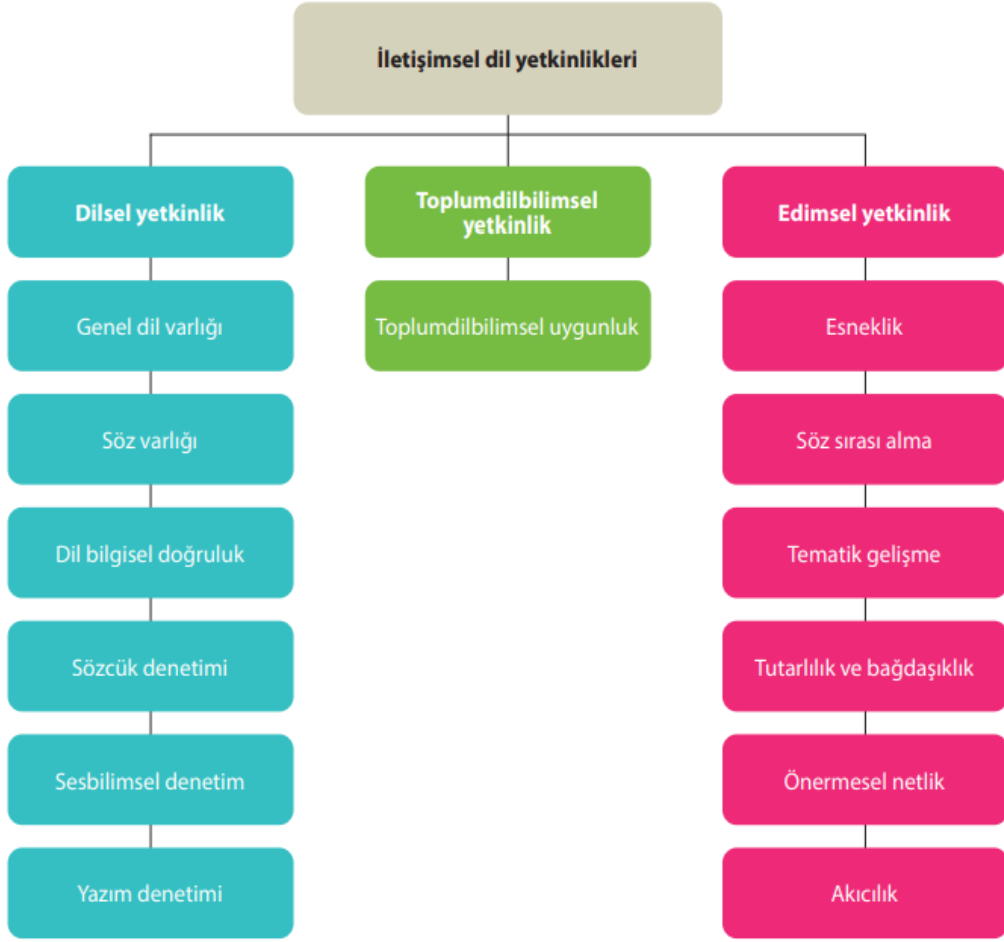 İletişimsel dil yetkinlikleri
Dilsel yetkinlik
Genel dil varlığı
Söz varlığı
Dil bilgisel doğruluk
Sözcük denetimi
Sesbilimsel denetim
Yazım denetimi
Toplumdilbilimsel
yetkinlik
Toplumdilbilimsel uygunluk
Edimsel yetkinlik
Esneklik
Söz sırası alma
Tematik gelişme
Tutarlılık ve bağdaşıklık
Önermesel netlik
Akıcılık